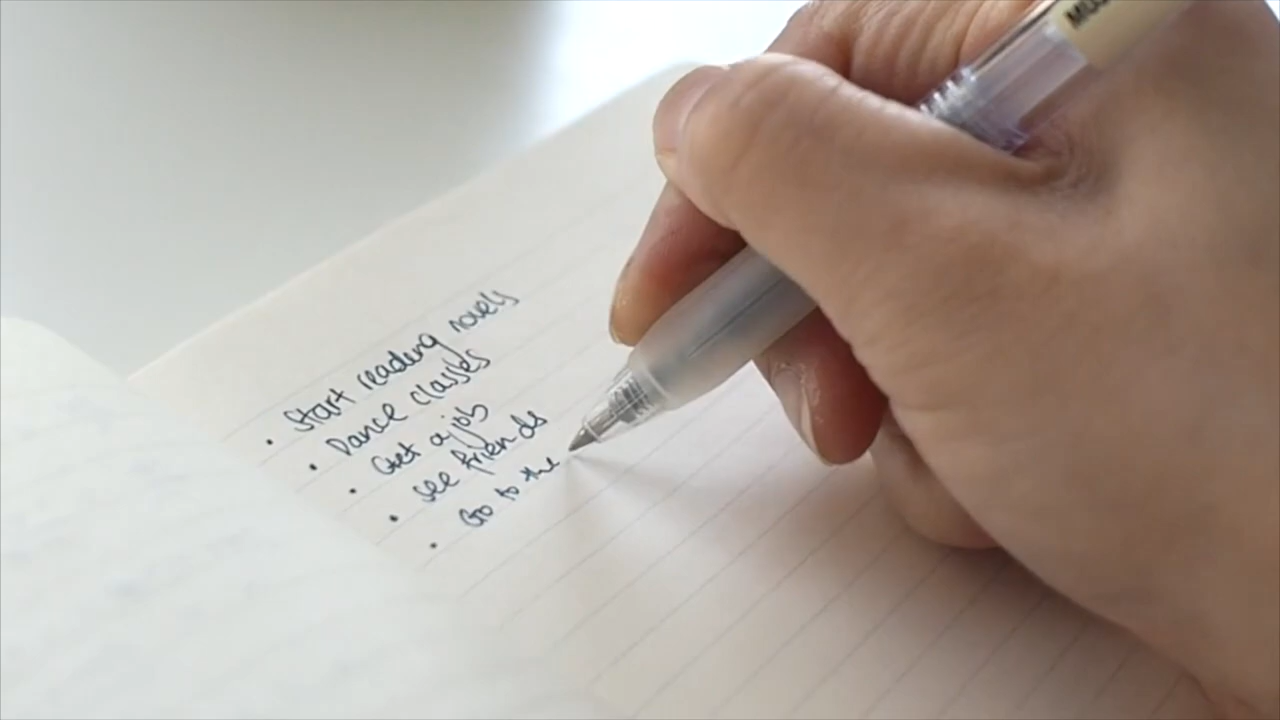 • Start reading novels
• Dance classes
• Get a job
• See friends
• Go to the